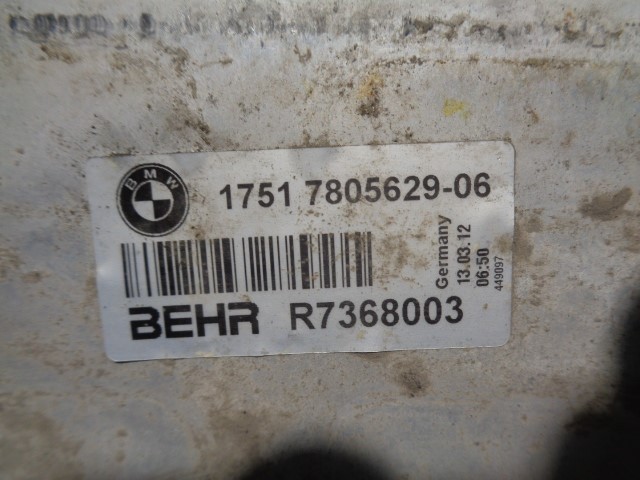 BMW
1751 7805629-06
BEHR R7368003
Germany
13.03.12
06:50
449097